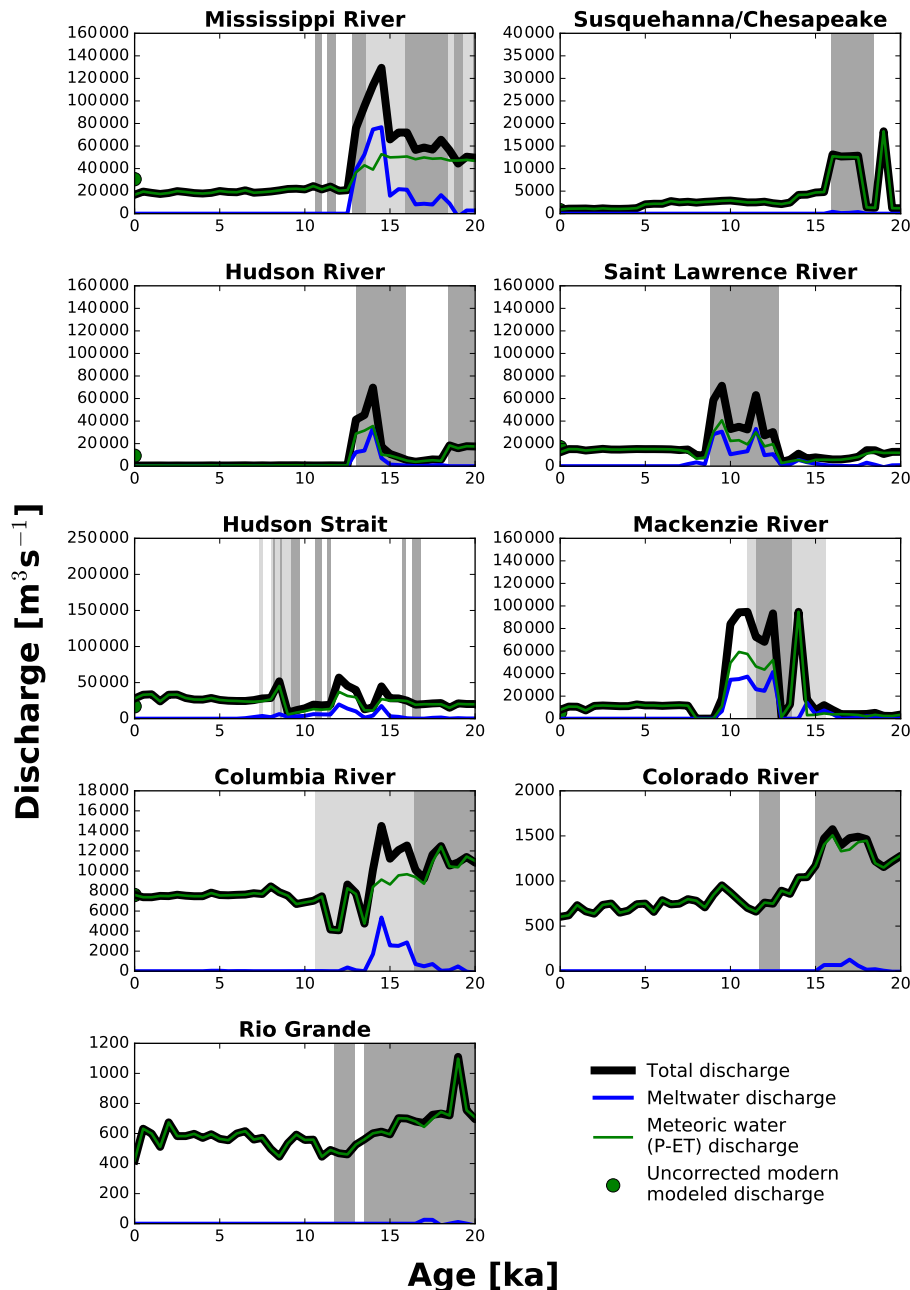 Mississippi River
160000
140000
120000
100000
80000
60000
40000
20000
0
0 5 10 15 20
Susquehanna/Chesapeake
40000
35000
30000
25000
20000
15000
10000
5000
0
0 5 10 15 20
Hudson River
160000
140000
120000
100000
80000
60000
40000
20000
0
0 5 10 15 20
Saint Lawrence River
160000
140000
120000
100000
80000
60000
40000
20000
0
0 5 10 15 20
Hudson Strait
250000
200000
150000
100000
50000
0
0 5 10 15 20
Mackenzie River
160000
140000
120000
100000
80000
60000
40000
20000
0
0 5 10 15 20
Columbia River
18000
16000
14000
12000
10000
8000
6000
4000
2000
0
0 5 10 15 20
Colorado River
2000
1500
1000
500
0
0 5 10 15 20
Rio Grande
1200
1000
800
600
400
200
0
0 5 10 15 20
Total discharge
Meltwater discharge
Meteoric water
(P-ET) discharge
Uncorrected modern
modeled discharge
Discharge [m³s⁻¹]
Age [ka]